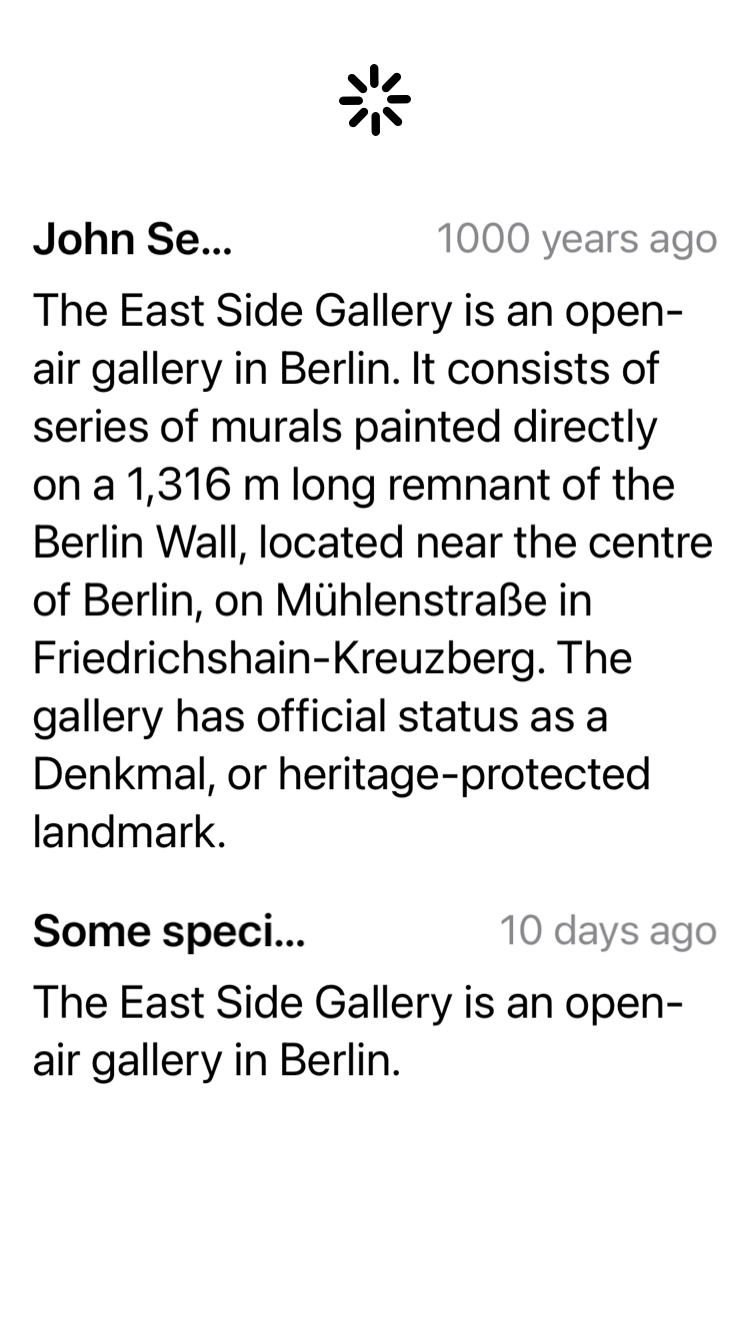 John Se... 1000 years ago
The East Side Gallery is an open-
air gallery in Berlin. It consists of
series of murals painted directly
on a 1,316 m long remnant of the
Berlin Wall, located near the centre
of Berlin, on Mühlenstraße in
Friedrichshain-Kreuzberg. The
gallery has official status as a
Denkmal, or heritage-protected
landmark.
Some speci... 10 days ago
The East Side Gallery is an open-
air gallery in Berlin.